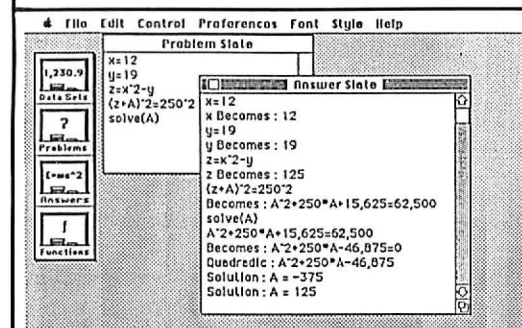 File Edit Control Preferences Font Style Help
Problem Slate
x=12
y=19
z=x^2-y
(z+A)^2=250^2
solve(A)
1,230.9
Data Sets
?
Problems
E=mc^2
Answers
∫
Functions
Answer Slate
x=12
x Becomes : 12
y=19
y Becomes : 19
z=x^2-y
z Becomes : 125
(z+A)^2=250^2
Becomes : A^2+250*A+15,625=62,500
solve(A)
A^2+250*A+15,625=62,500
Becomes : A^2+250*A-46,875=0
Quadredic : A^2+250*A-46,875
Solution : A = -375
Solution : A = 125